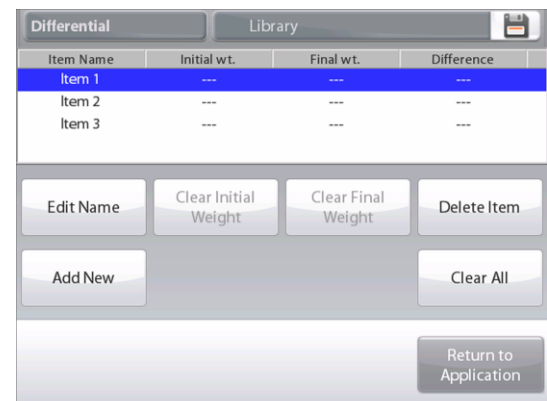 Differential Library
Item Name Initial wt. Final wt. Difference
Item 1 --- --- ---
Item 2 --- --- ---
Item 3 --- --- ---
Edit Name Clear Initial Weight Clear Final Weight Delete Item
Add New Clear All
Return to
Application